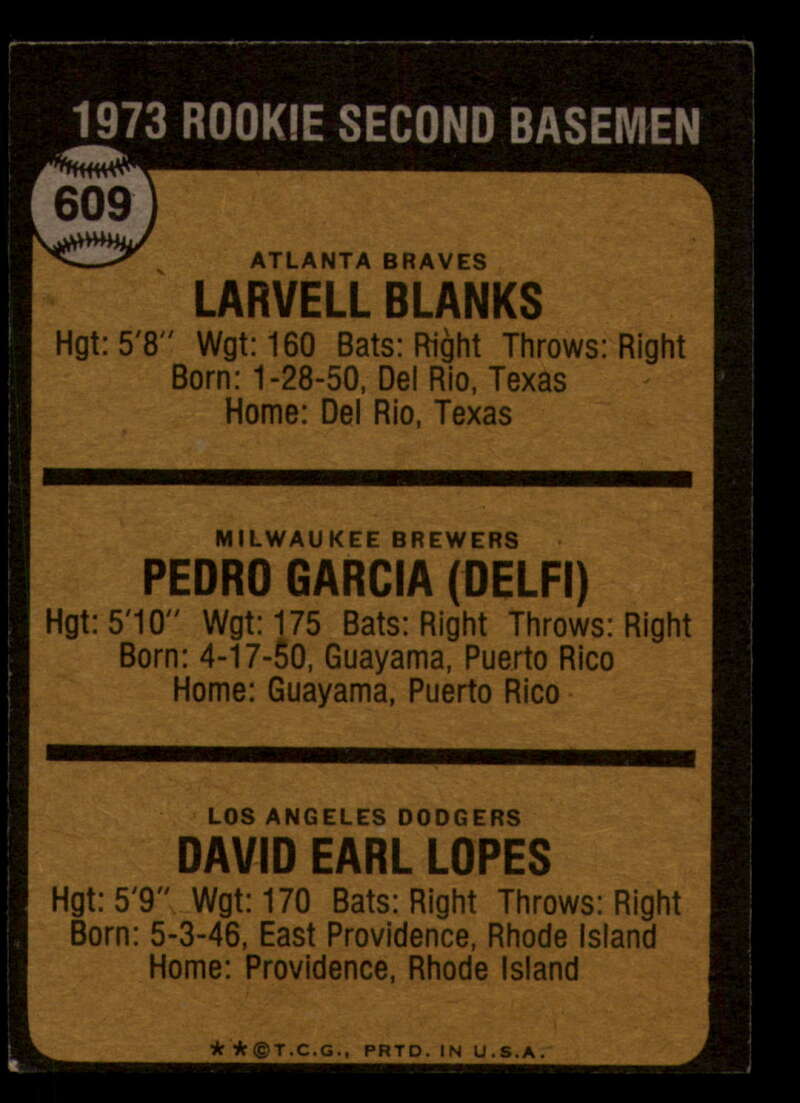 1973 ROOKIE SECOND BASEMEN
609
ATLANTA BRAVES
LARVELL BLANKS
Hgt: 5'8" Wgt: 160 Bats: Right Throws: Right
Born: 1-28-50, Del Rio, Texas
Home: Del Rio, Texas
MILWAUKEE BREWERS
PEDRO GARCIA (DELFI)
Hgt: 5'10" Wgt: 175 Bats: Right Throws: Right
Born: 4-17-50, Guayama, Puerto Rico
Home: Guayama, Puerto Rico
LOS ANGELES DODGERS
DAVID EARL LOPES
Hgt: 5'9" Wgt: 170 Bats: Right Throws: Right
Born: 5-3-46, East Providence, Rhode Island
Home: Providence, Rhode Island
**©T.C.G., PRTD. IN U.S.A.